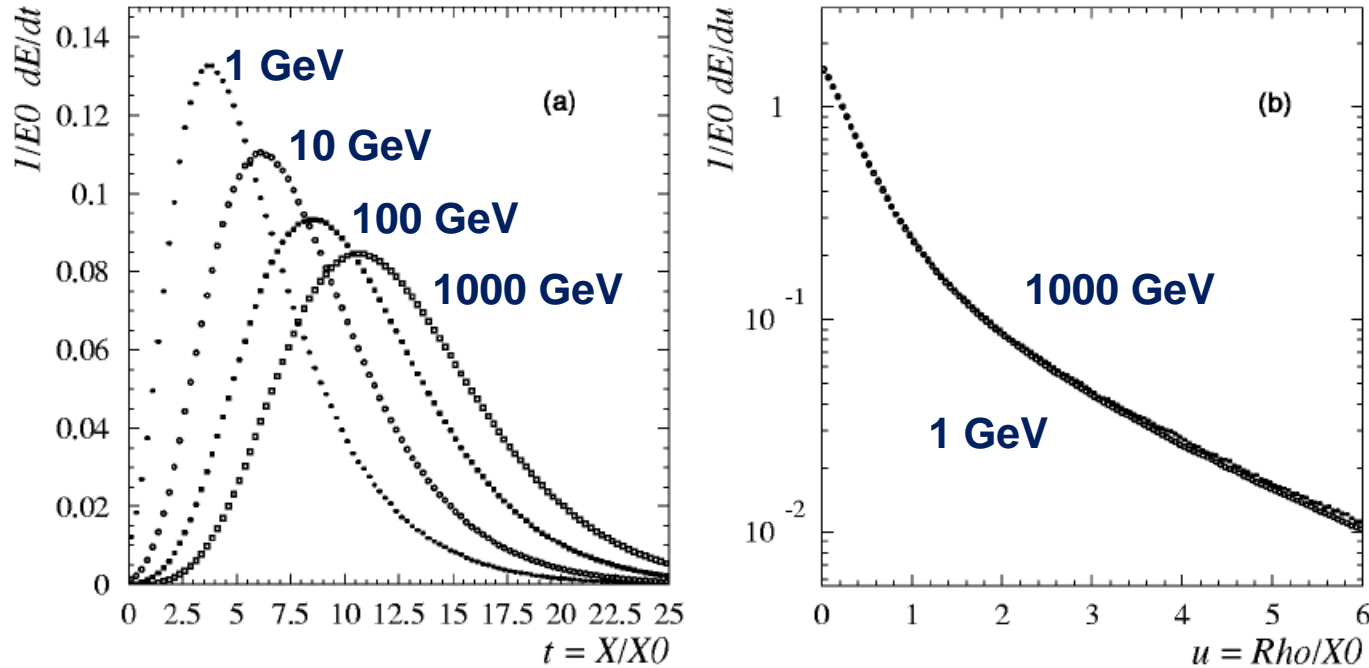 1/E0 dE/dt
0.14
0.12
0.1
0.08
0.06
0.04
0.02
0
1 GeV
10 GeV
100 GeV
1000 GeV
(a)
0 2.5 5 7.5 10 12.5 15 17.5 20 22.5 25
t = X/X0
1/E0 dE/du
1
10 -1
10 -2
(b)
1000 GeV
1 GeV
0 1 2 3 4 5 6
u = Rho/X0